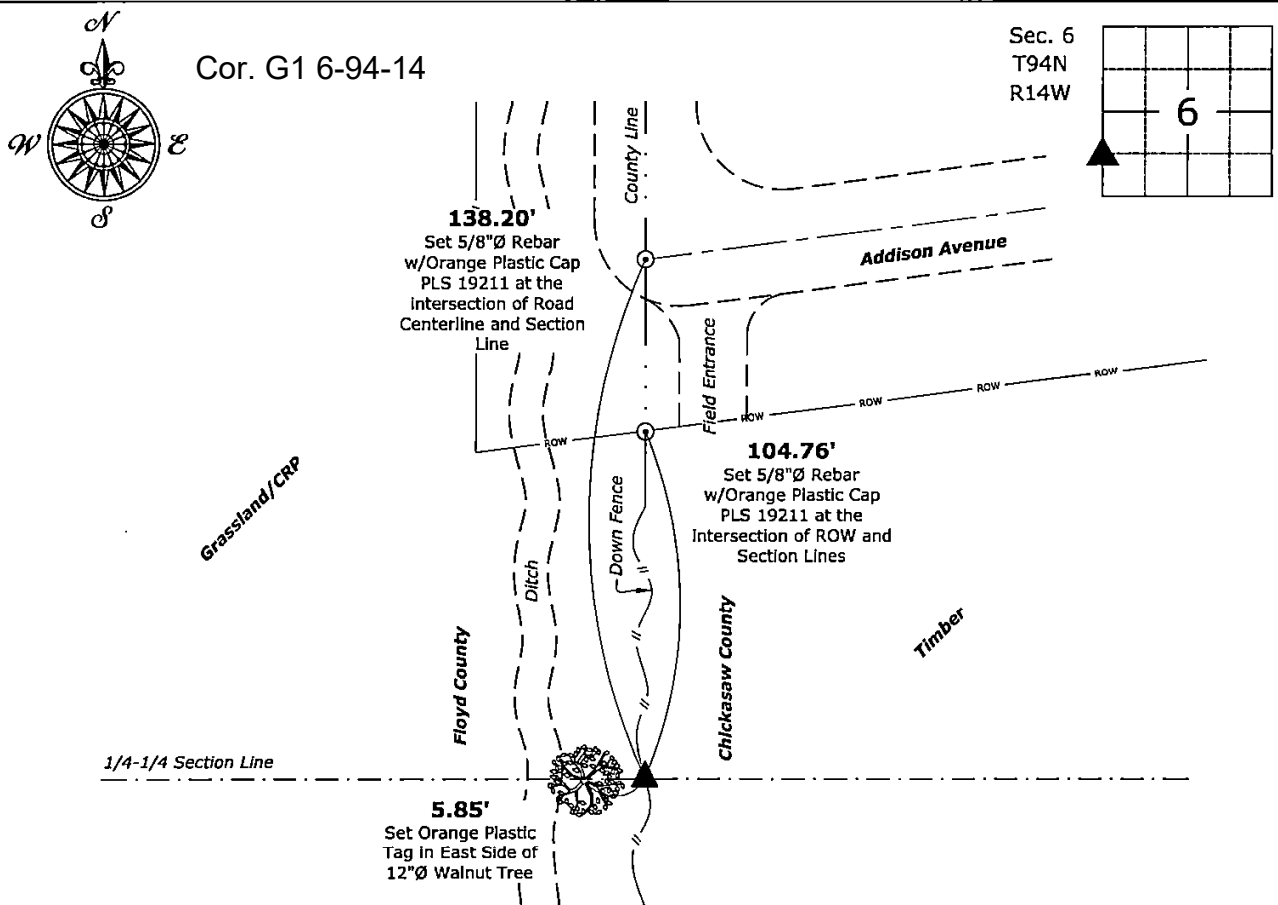 N
W
E
S
Cor. G1 6-94-14
Sec. 6
T94N
R14W
6
County Line
138.20'
Set 5/8"Ø Rebar
w/Orange Plastic Cap
PLS 19211 at the
Intersection of Road
Centerline and Section
Line
Addison Avenue
Field Entrance
ROW
ROW
ROW
ROW
ROW
104.76'
Set 5/8"Ø Rebar
w/Orange Plastic Cap
PLS 19211 at the
Intersection of ROW and
Section Lines
Grassland/CRP
Down Fence
Ditch
Floyd County
Chickasaw County
Timber
1/4-1/4 Section Line
5.85'
Set Orange Plastic
Tag in East Side of
12"Ø Walnut Tree